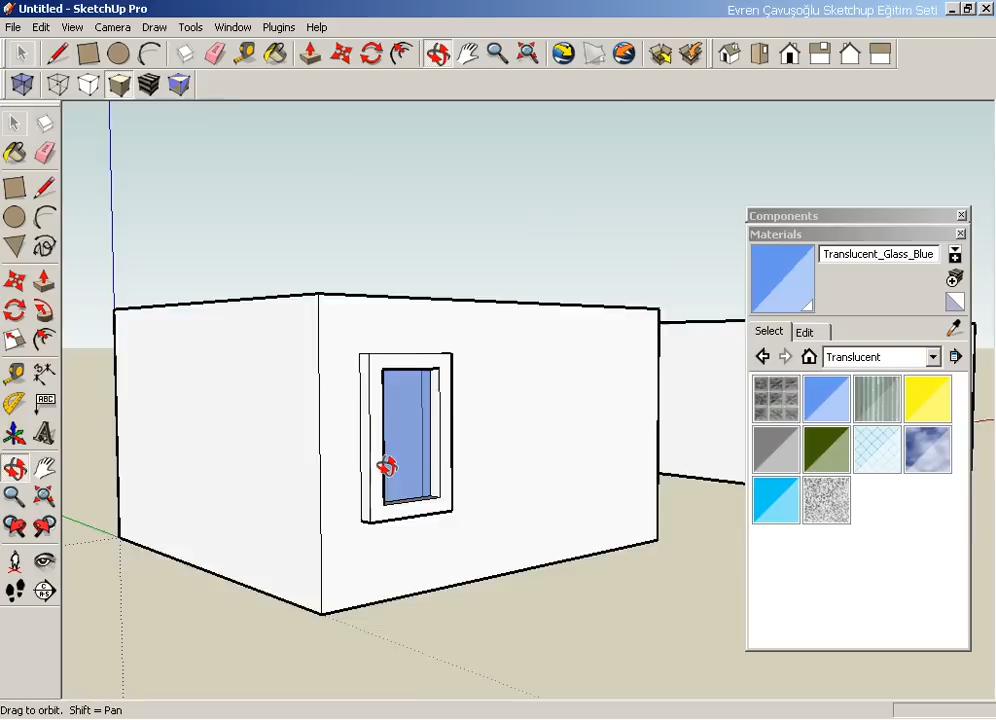 Untitled - SketchUp Pro
Evren Çavuşoğlu Sketchup Eğitim Seti
File Edit View Camera Draw Tools Window Plugins Help
Components
Materials
Translucent_Glass_Blue
Select Edit
Translucent
ABC
Drag to orbit. Shift = Pan